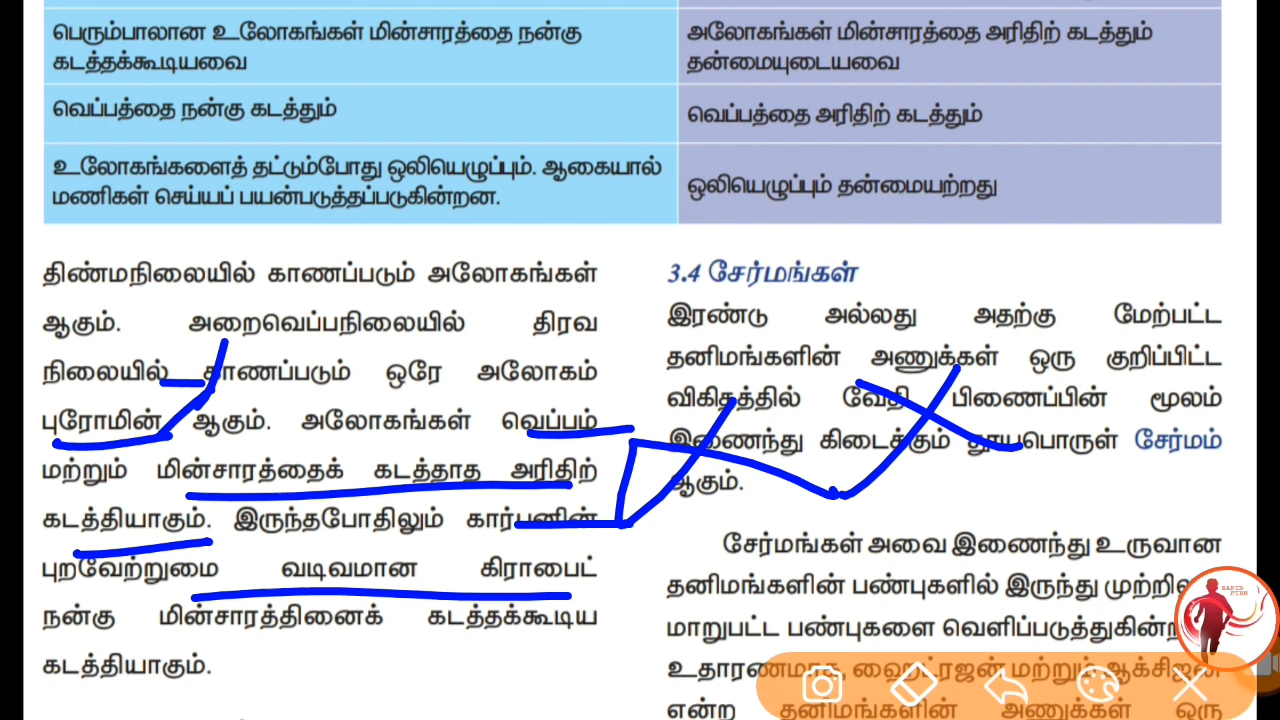 பெரும்பாலான உலோகங்கள் மின்சாரத்தை நன்கு
கடத்தக்கூடியவை
அலோகங்கள் மின்சாரத்தை அரிதிற் கடத்தும்
தன்மையுடையவை
வெப்பத்தை நன்கு கடத்தும்
வெப்பத்தை அரிதிற் கடத்தும்
உலோகங்களைத் தட்டும்போது ஒலியெழுப்பும். ஆகையால்
மணிகள் செய்யப் பயன்படுத்தப்படுகின்றன.
ஒலியெழுப்பும் தன்மையற்றது
திண்மநிலையில் காணப்படும் அலோகங்கள்
ஆகும். அறைவெப்பநிலையில் திரவ
நிலையில் காணப்படும் ஒரே அலோகம்
புரோமின் ஆகும். அலோகங்கள் வெப்பம்
மற்றும் மின்சாரத்தைக் கடத்தாத அரிதிற்
கடத்தியாகும். இருந்தபோதிலும் கார்பனின்
புறவேற்றுமை வடிவமான கிராபைட்
நன்கு மின்சாரத்தினைக் கடத்தக்கூடிய
கடத்தியாகும்.
3.4 சேர்மங்கள்
இரண்டு அல்லது அதற்கு மேற்பட்ட
தனிமங்களின் அணுக்கள் ஒரு குறிப்பிட்ட
விகிதத்தில் வேதி பிணைப்பின் மூலம்
இணைந்து கிடைக்கும் தூயபொருள் சேர்மம்
ஆகும்.
சேர்மங்கள் அவை இணைந்து உருவான
தனிமங்களின் பண்புகளில் இருந்து
மாறுபட்ட பண்புகளை
உதாரணமாக, ஹைட்ரஜன் மற்றும் ஆக்சிஜன்
என்ற தனிமங்களின் அணுக்கள் ஒரு
RAPID
FIRE